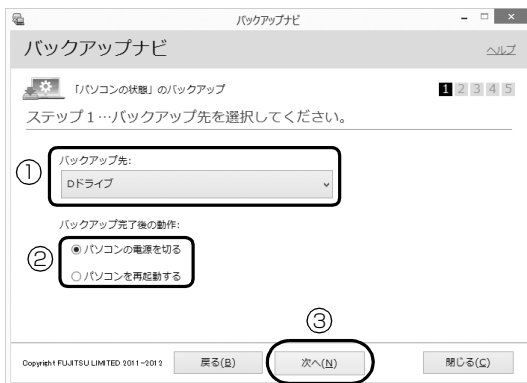 バックアップナビ
バックアップナビ
ヘルプ
「パソコンの状態」のバックアップ
1 2 3 4 5
ステップ1…バックアップ先を選択してください。
①
バックアップ先:
Dドライブ
バックアップ完了後の動作:
②
パソコンの電源を切る
パソコンを再起動する
③
Copyright FUJITSU LIMITED 2011-2012
戻る(B)
次へ(N)
閉じる(C)